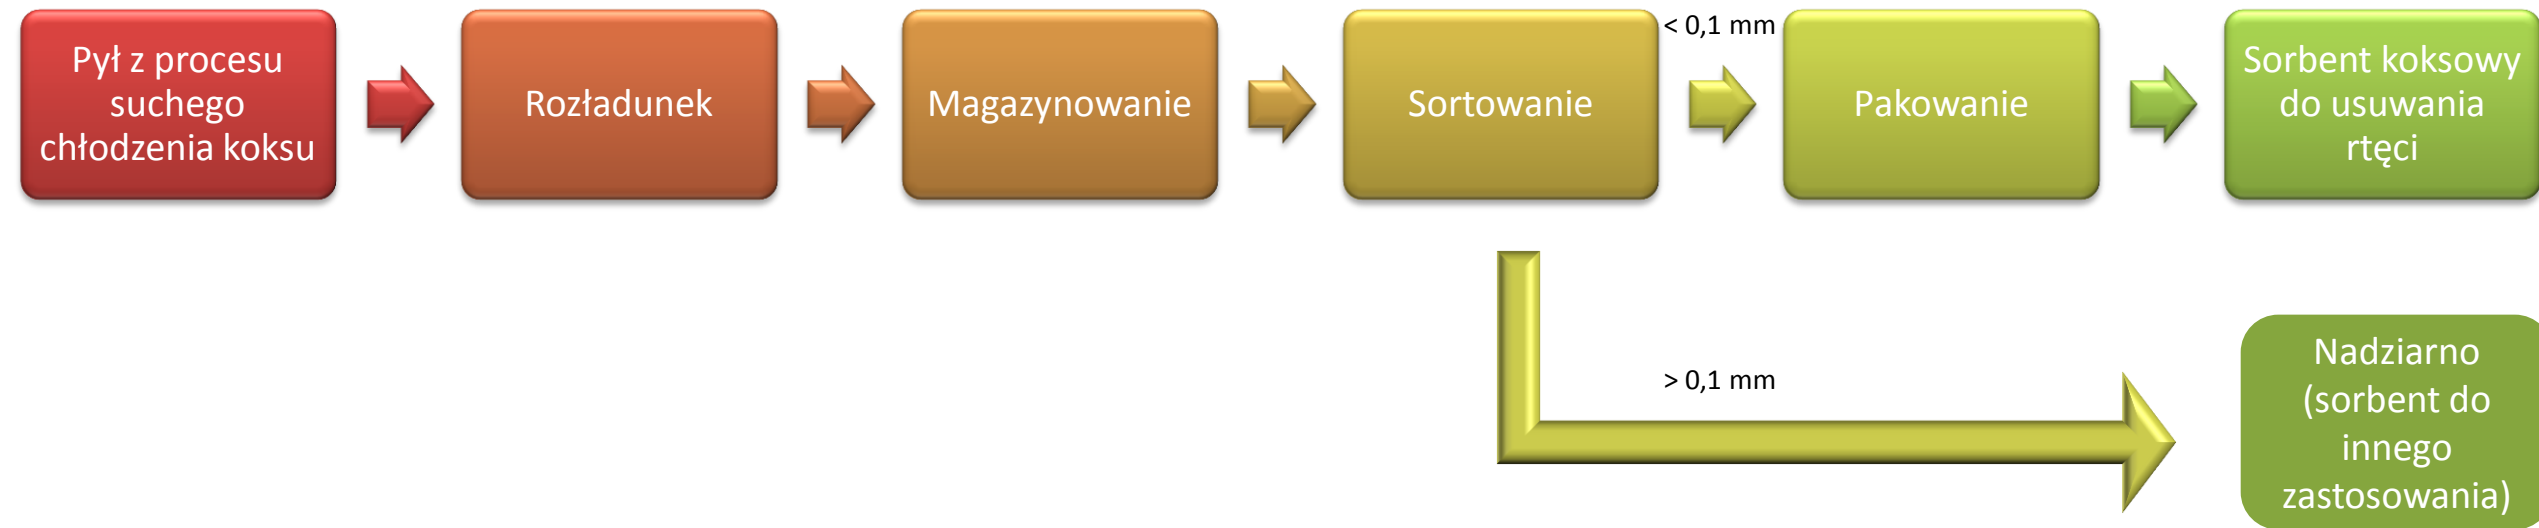 Pył z procesu
suchego
chłodzenia koksu
Rozładunek
Magazynowanie
Sortowanie
< 0,1 mm
Pakowanie
Sorbent koksowy
do usuwania
rtęci
> 0,1 mm
Nadziarno
(sorbent do
innego
zastosowania)